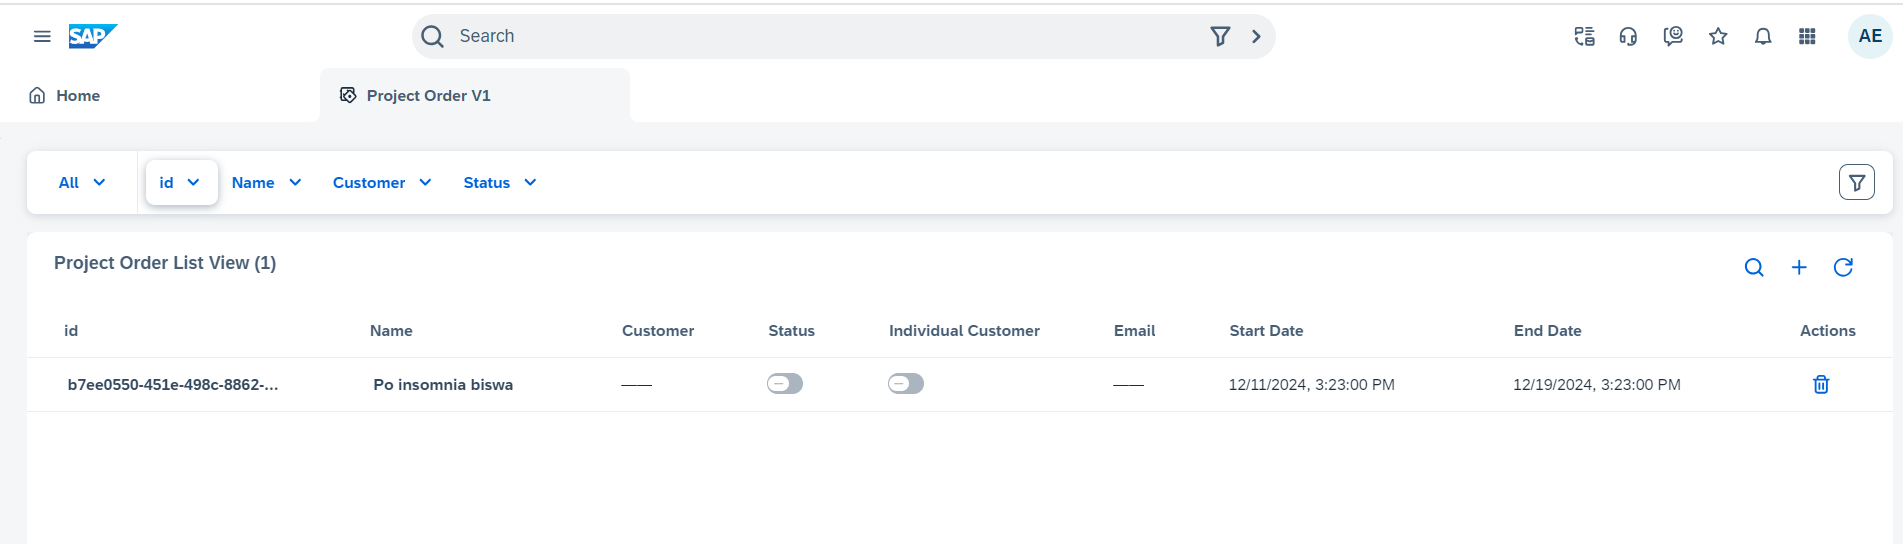 SAP
Search
AE
Home
Project Order V1
All
id
Name
Customer
Status
Project Order List View (1)
id Name Customer Status Individual Customer Email Start Date End Date Actions
b7ee0550-451e-498c-8862-... Po insomnia biswa —— —— 12/11/2024, 3:23:00 PM 12/19/2024, 3:23:00 PM